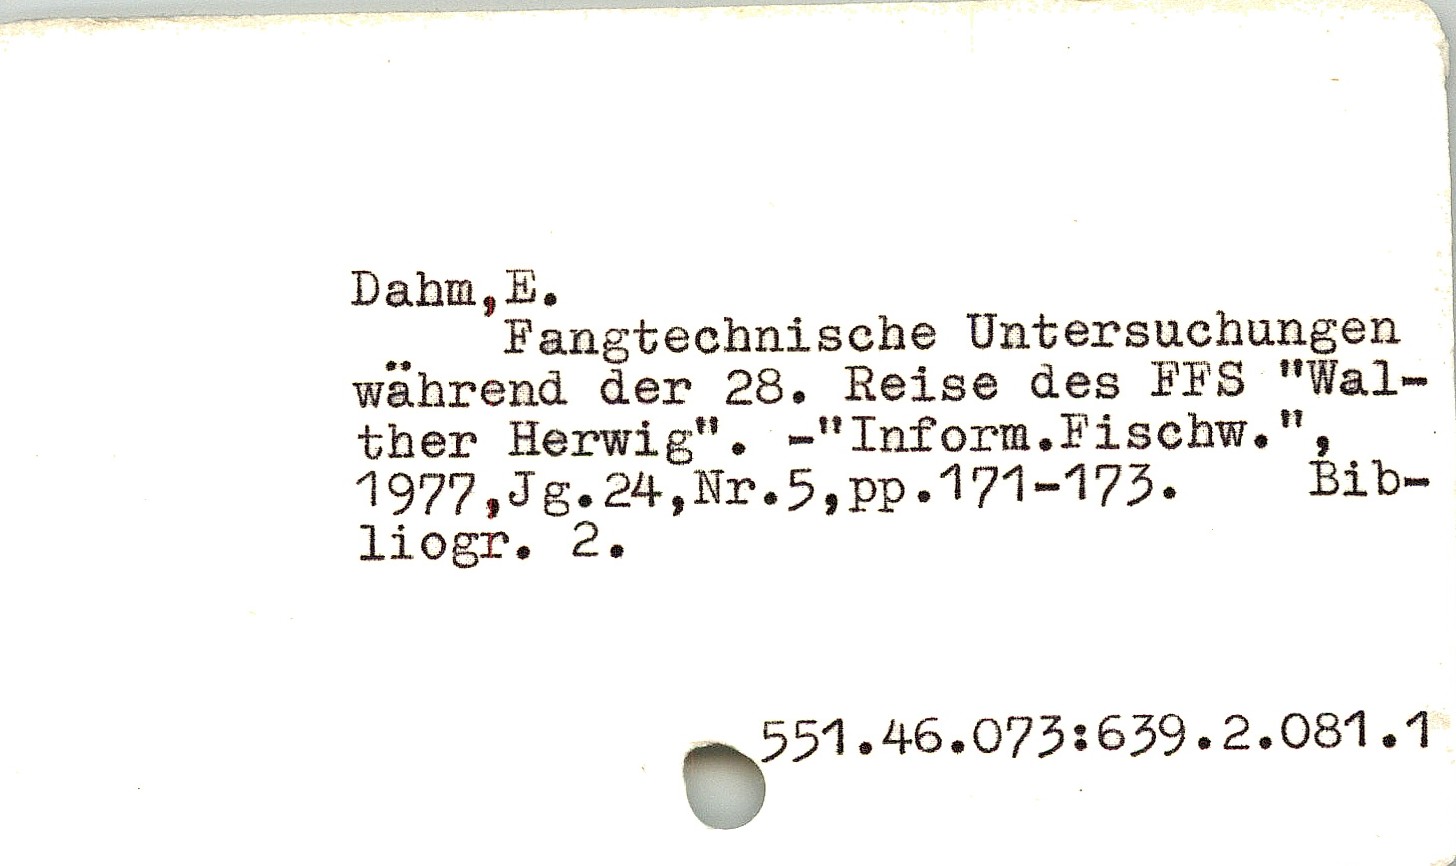 Dahm,E.
Fangtechnische Untersuchungen
während der 28. Reise des FFS "Wal-
ther Herwig". -"Inform.Fischw.",
1977,Jg.24,Nr.5,pp.171-173. Bib-
liogr. 2.
551.46.073:639.2.081.1